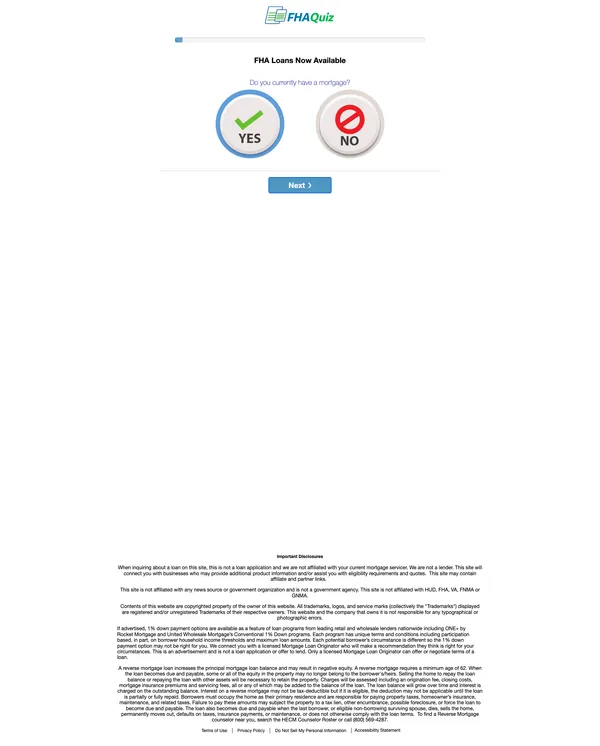 FHAQuiz
FHA Loans Now Available
Do you currently have a mortgage?
YES
NO
Next
Important Disclosures
When inquiring about a loan on this site, this is not a loan application and we are not affiliated with your current mortgage servicer. We are not a lender. This site will
connect you with businesses who may provide additional product information and/or assist you with eligibility requirements and quotes. This site may contain
affiliate and partner links.
This site is not affiliated with any news source or government organization and is not a government agency. This site is not affiliated with HUD, FHA, VA, FNMA or
GNMA.
Contents of this website are copyrighted property of the owner of this website. All trademarks, logos, and service marks (collectively the "Trademarks") displayed
are registered and/or unregistered Trademarks of their respective owners. This website and the company that owns it is not responsible for any typographical or
photographic errors.
If advertised, 1% down payment options are available as a feature of loan programs from leading retail and wholesale lenders nationwide including ONE+ by
Rocket Mortgage and United Wholesale Mortgage's Conventional 1% Down programs. Each program has unique terms and conditions including participation
based, in part, on borrower household income thresholds and maximum loan amounts. Each potential borrower's circumstance is different so the 1% down
payment option may not be right for you. We connect you with a licensed Mortgage Loan Originator who will make a recommendation they think is right for your
circumstances. This is an advertisement and is not a loan application or offer to lend. Only a licensed Mortgage Loan Originator can offer to negotiate terms of a
loan.
A reverse mortgage loan increases the principal mortgage loan balance and may result in negative equity. A reverse mortgage requires a minimum age of 62. When
the loan becomes due and payable, some or all of the equity in the property may no longer belong to the borrower's/heirs. Selling the home to repay the loan
balance or repaying the loan with other assets will be necessary to retain the property. Charges will be assessed including an origination fee, closing costs,
mortgage insurance premiums and servicing fees, all or any of which may be added to the balance of the loan. The loan balance will grow over time and interest is
charged on the outstanding balance. Interest on a reverse mortgage may not be tax-deductible but if it is eligible, the deduction may not be applicable until the loan
is partially or fully repaid. Borrowers must occupy the home as their primary residence and are responsible for paying property taxes, homeowner's insurance,
maintenance, and related taxes. Failure to pay these amounts may subject the property to a tax lien, other encumbrance, possible foreclosure, or force the loan to
become due and payable. The loan also becomes due and payable when the last borrower, or eligible non-borrowing surviving spouse, dies, sells the home,
permanently moves out, defaults on taxes, insurance payments, or maintenance, or does not otherwise comply with the loan terms. To find a Reverse Mortgage
counselor near you, search the HECM Counselor Roster or call (800) 569-4287.
Terms of Use | Privacy Policy | Do Not Sell My Personal Information | Accessibility Statement